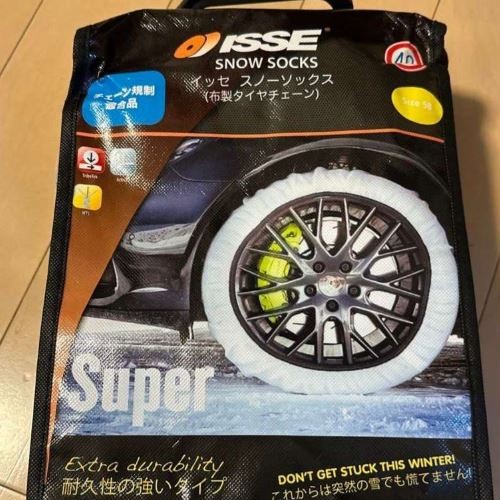 ISSE
SNOW SOCKS
イッセ スノーソックス
(布製タイヤチェーン)
チェーン規制
適合品
Size 58
Super
Extra durability
耐久性の強いタイプ
DON'T GET STUCK THIS WINTER!
これからは突然の雪でも慌てません!